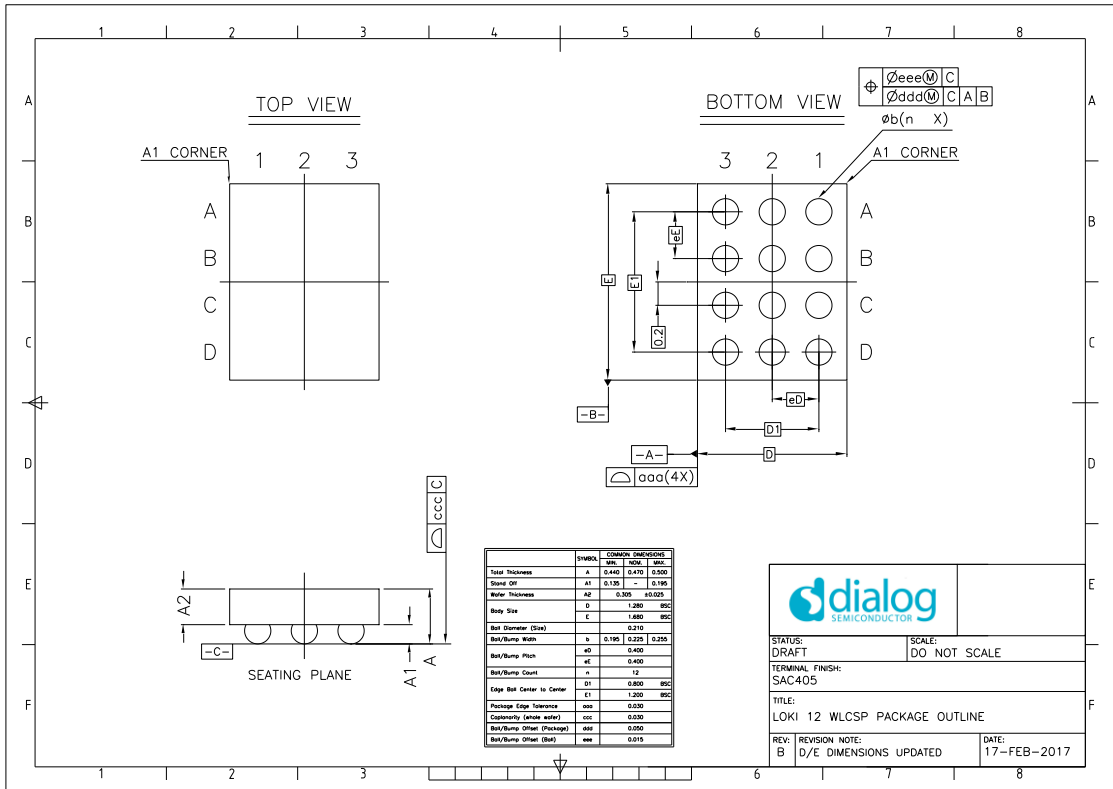 1 2 3 4 5 6 7 8
A A
B B
C C
D D
E E
F F
1 2 3 6 7 8
TOP VIEW
A1 CORNER
1 2 3
A
B
C
D
BOTTOM VIEW
⌖ Øeee Ⓜ C
Øddd Ⓜ C A B
øb(n X)
A1 CORNER
3 2 1
A
B
C
D
eE
E1
E
0.2
eD
D1
D
-B-
-A-
⌓ aaa(4X)
⌓ ccc C
A2
A1
A
-C-
SEATING PLANE
SYMBOL COMMON DIMENSIONS
MIN. NOM. MAX.
Total Thickness A 0.440 0.470 0.500
Stand Off A1 0.135 - 0.195
Wafer Thickness A2 0.305 ±0.025
Body Size D 1.280 BSC
E 1.680 BSC
Ball Diameter (Size) 0.210
Ball/Bump Width b 0.195 0.225 0.255
Ball/Bump Pitch eD 0.400
eE 0.400
Ball/Bump Count n 12
Edge Ball Center to Center D1 0.800 BSC
E1 1.200 BSC
Package Edge Tolerance aaa 0.030
Coplanarity (whole wafer) ccc 0.030
Ball/Bump Offset (Package) ddd 0.050
Ball/Bump Offset (Ball) eee 0.015
dialog
SEMICONDUCTOR
STATUS:
DRAFT
SCALE:
DO NOT SCALE
TERMINAL FINISH:
SAC405
TITLE:
LOKI 12 WLCSP PACKAGE OUTLINE
REV:
B
REVISION NOTE:
D/E DIMENSIONS UPDATED
DATE:
17-FEB-2017